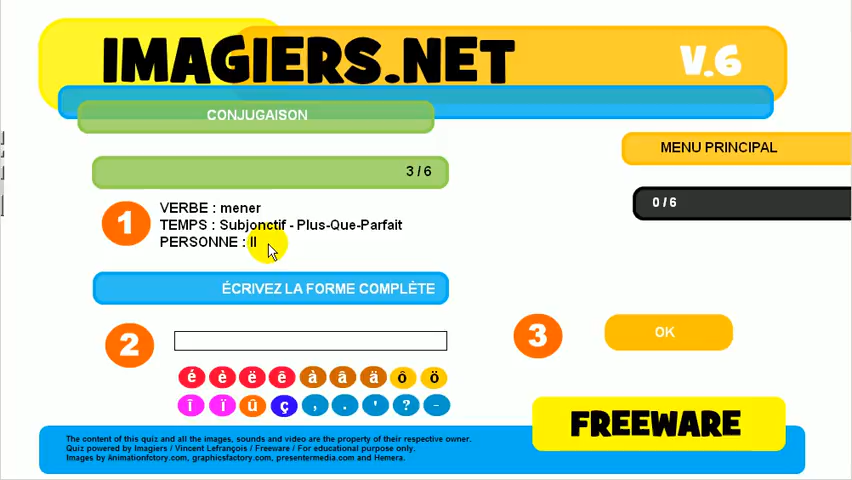 IMAGIERS.NET
V.6
CONJUGAISON
MENU PRINCIPAL
3 / 6
0 / 6
1
VERBE : mener
TEMPS : Subjonctif - Plus-Que-Parfait
PERSONNE : Il
ÉCRIVEZ LA FORME COMPLÈTE
2
3
OK
é è ë ê à â ä ô ö
î ï û ç , . ' ? -
FREEWARE
The content of this quiz and all the images, sounds and video are the property of their respective owner.
Quiz powered by Imagiers / Vincent Lefrançois / Freeware / For educational purpose only.
Images by Animationfctory.com, graphicsfactory.com, presentermedia.com and Hemera.